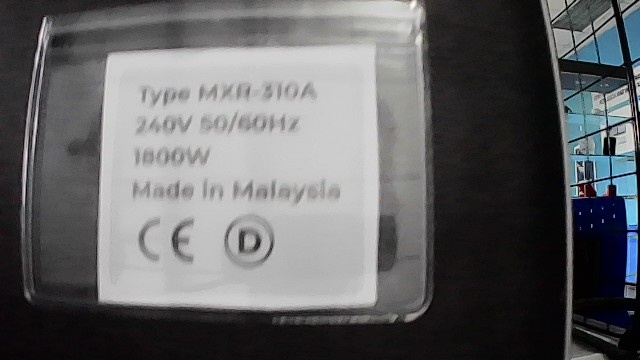 Type MXR-310A
240V 50/60Hz
1800W
Made in Malaysia
CE D